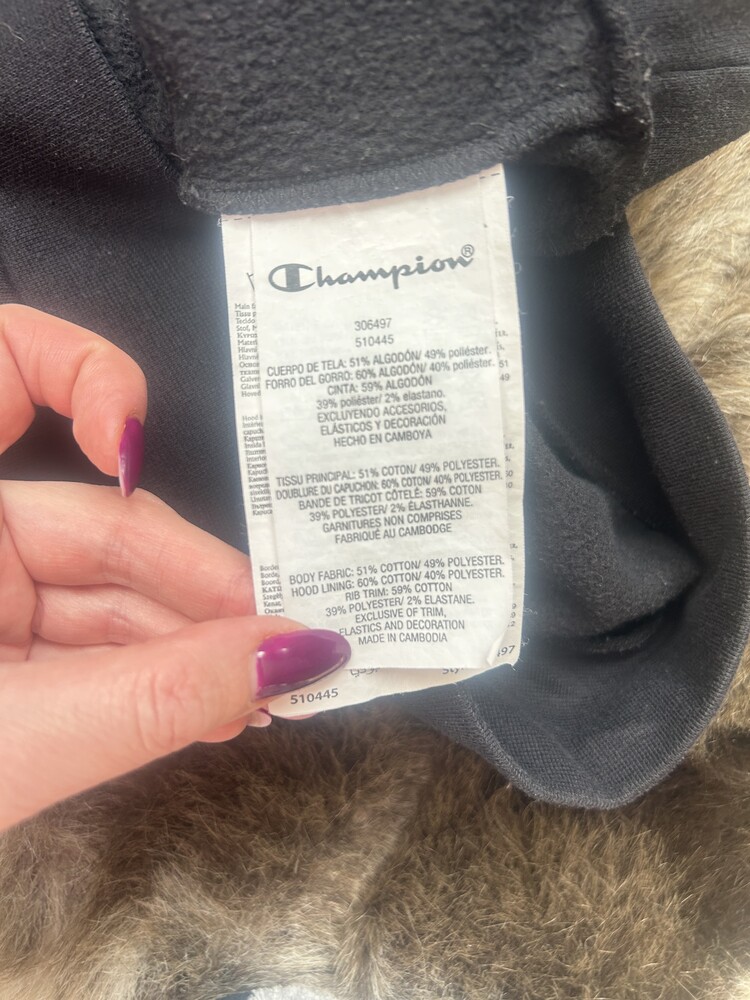 Champion®
306497
510445
CUERPO DE TELA: 51% ALGODÓN/ 49% poliéster.
FORRO DEL GORRO: 60% ALGODÓN/ 40% poliéster.
CINTA: 59% ALGODÓN
39% poliéster/ 2% elastano.
EXCLUYENDO ACCESORIOS,
ELÁSTICOS Y DECORACIÓN
HECHO EN CAMBOYA
TISSU PRINCIPAL: 51% COTON/ 49% POLYESTER.
DOUBLURE DU CAPUCHON: 60% COTON/ 40% POLYESTER.
BANDE DE TRICOT CÔTELÉ: 59% COTON
39% POLYESTER/ 2% ÉLASTHANNE.
GARNITURES NON COMPRISES
FABRIQUÉ AU CAMBODGE
BODY FABRIC: 51% COTTON/ 49% POLYESTER.
HOOD LINING: 60% COTTON/ 40% POLYESTER.
RIB TRIM: 59% COTTON
39% POLYESTER/ 2% ELASTANE.
EXCLUSIVE OF TRIM,
ELASTICS AND DECORATION
MADE IN CAMBODIA
510445